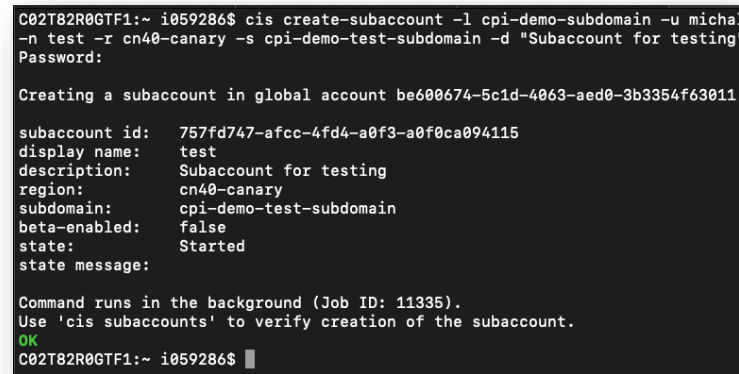 C02T82R0GTF1:~ i059286$ cis create-subaccount -l cpi-demo-subdomain -u michal
-n test -r cn40-canary -s cpi-demo-test-subdomain -d "Subaccount for testing"
Password:
Creating a subaccount in global account be600674-5c1d-4063-aed0-3b3354f63011
subaccount id: 757fd747-afcc-4fd4-a0f3-a0f0ca094115
display name: test
description: Subaccount for testing
region: cn40-canary
subdomain: cpi-demo-test-subdomain
beta-enabled: false
state: Started
state message:
Command runs in the background (Job ID: 11335).
Use 'cis subaccounts' to verify creation of the subaccount.
OK
C02T82R0GTF1:~ i059286$